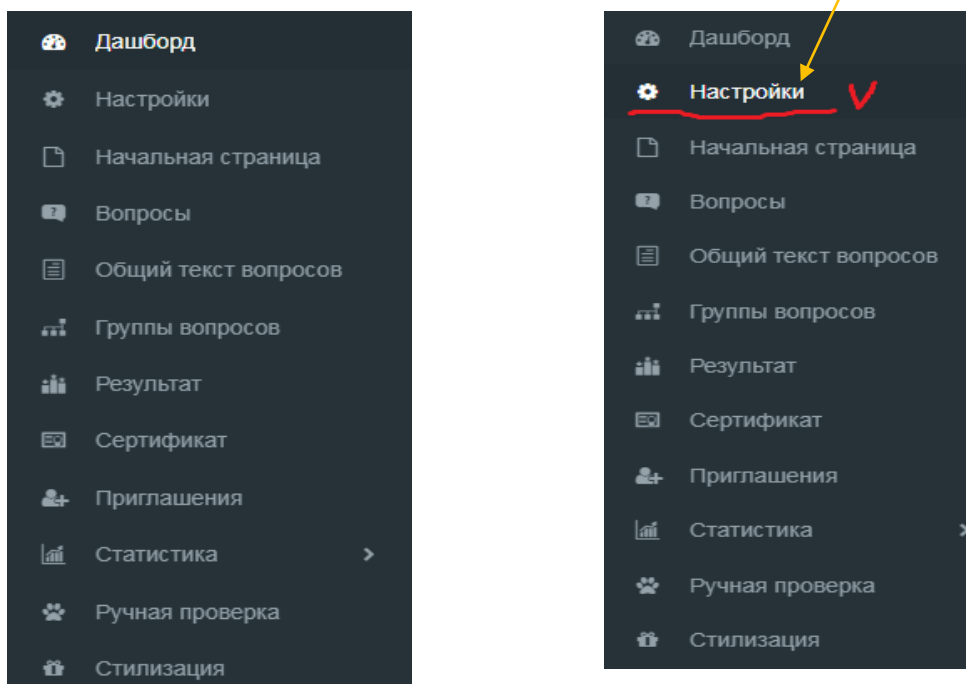 Дашборд
Настройки
Начальная страница
Вопросы
Общий текст вопросов
Группы вопросов
Результат
Сертификат
Приглашения
Статистика
Ручная проверка
Стилизация
Дашборд
Настройки
Начальная страница
Вопросы
Общий текст вопросов
Группы вопросов
Результат
Сертификат
Приглашения
Статистика
Ручная проверка
Стилизация